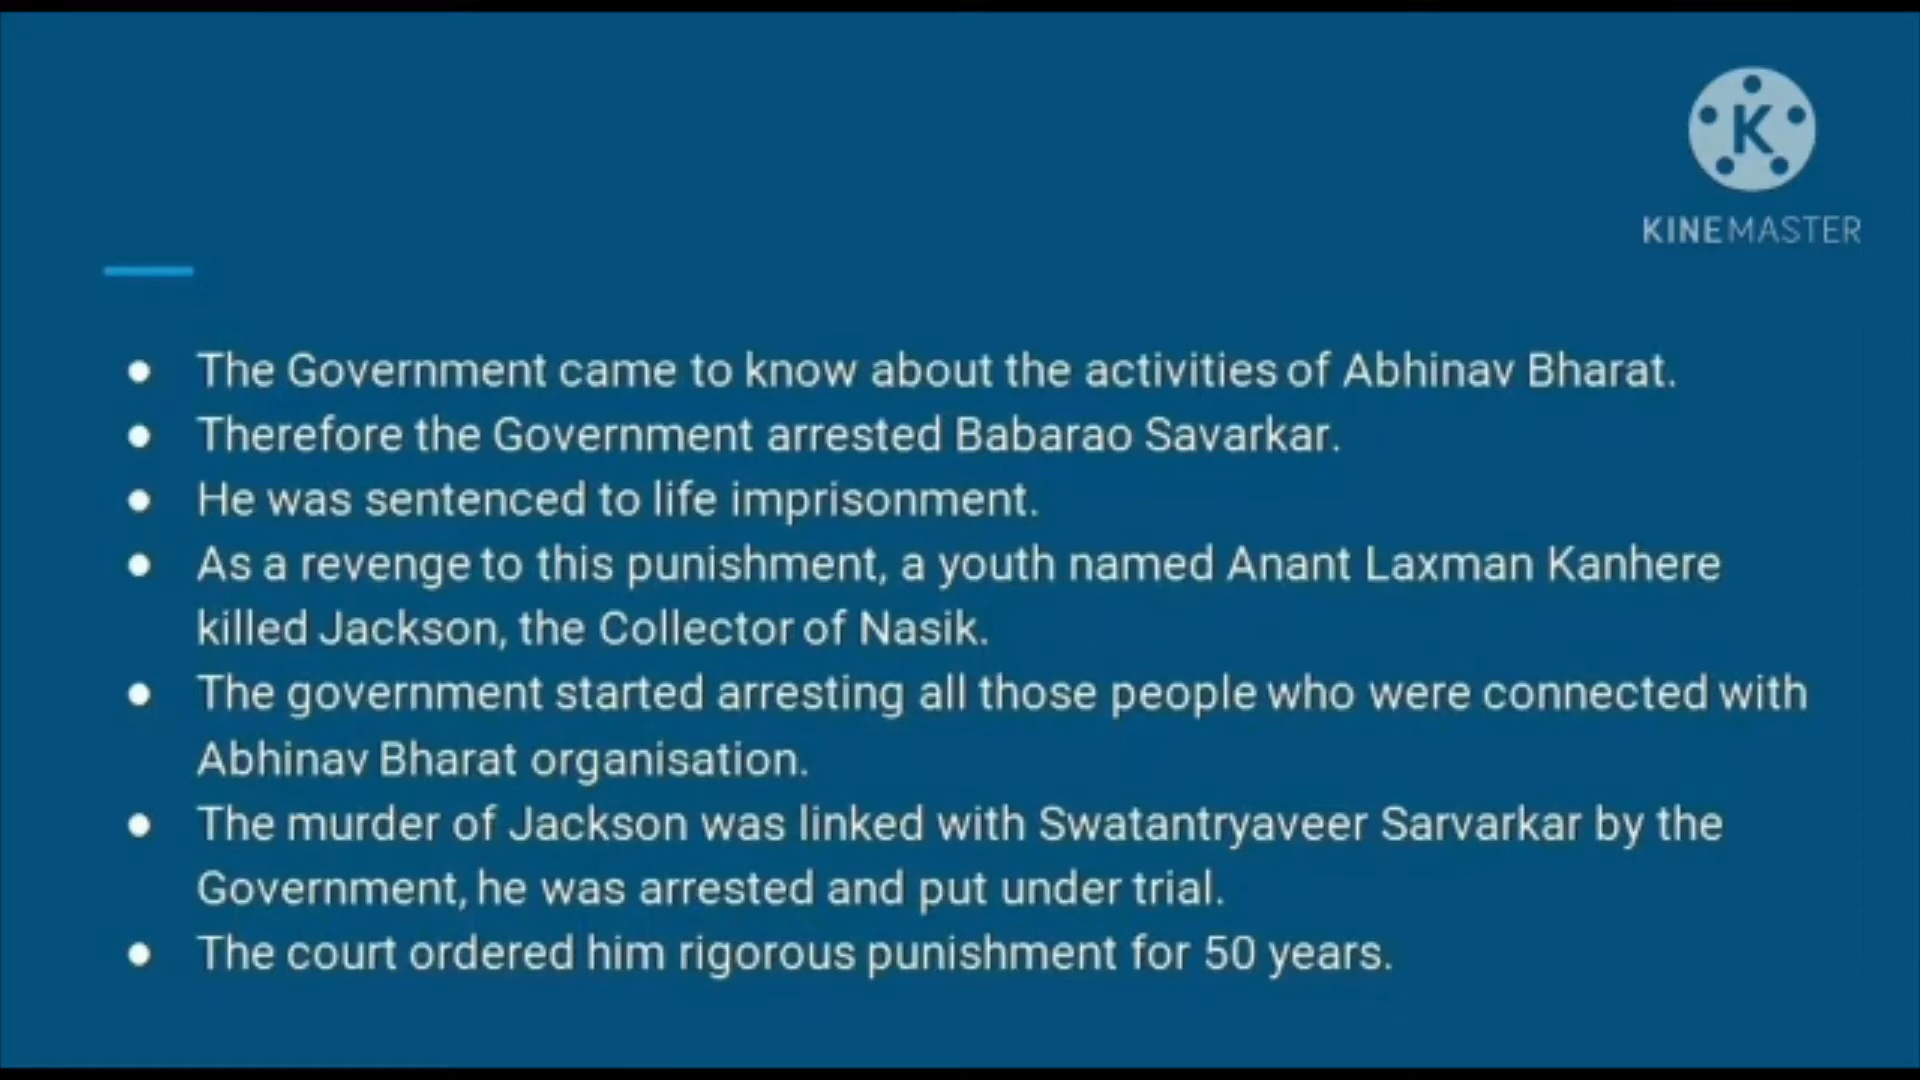 K
KINEMASTER
● The Government came to know about the activities of Abhinav Bharat.
● Therefore the Government arrested Babarao Savarkar.
● He was sentenced to life imprisonment.
● As a revenge to this punishment, a youth named Anant Laxman Kanhere
killed Jackson, the Collector of Nasik.
● The government started arresting all those people who were connected with
Abhinav Bharat organisation.
● The murder of Jackson was linked with Swatantryaveer Sarvarkar by the
Government, he was arrested and put under trial.
● The court ordered him rigorous punishment for 50 years.